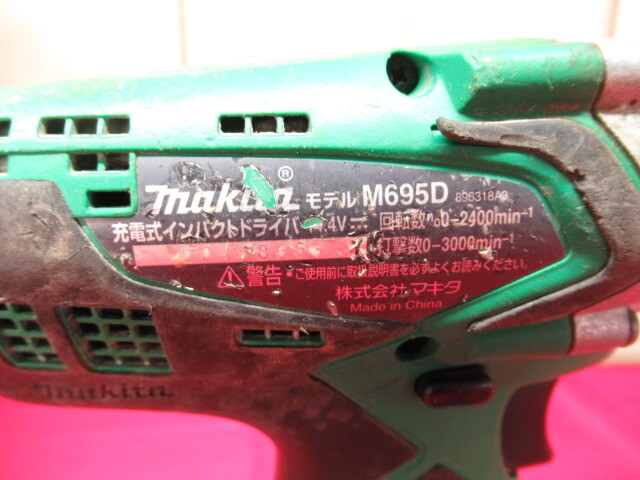 makita® モデル M695D 896318A3
充電式インパクトドライバ 4V 回転数 0-2400min⁻¹
打撃数0-3000min⁻¹
⚠警告 •ご使用前に取扱説明書を必ずよくお読みください。
株式会社マキタ
Made in China
makita